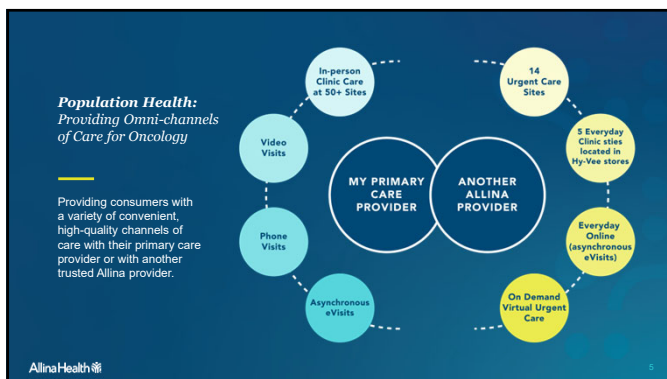 Population Health:
Providing Omni-channels
of Care for Oncology
Providing consumers with
a variety of convenient,
high-quality channels of
care with their primary care
provider or with another
trusted Allina provider.
In-person
Clinic Care
at 50+ Sites
Video
Visits
Phone
Visits
Asynchronous
eVisits
MY PRIMARY
CARE
PROVIDER
ANOTHER
ALLINA
PROVIDER
14
Urgent Care
Sites
5 Everyday
Clinic sties
located in
Hy-Vee stores
Everyday
Online
(asynchronous
eVisits)
On Demand
Virtual Urgent
Care
Allina Health
5